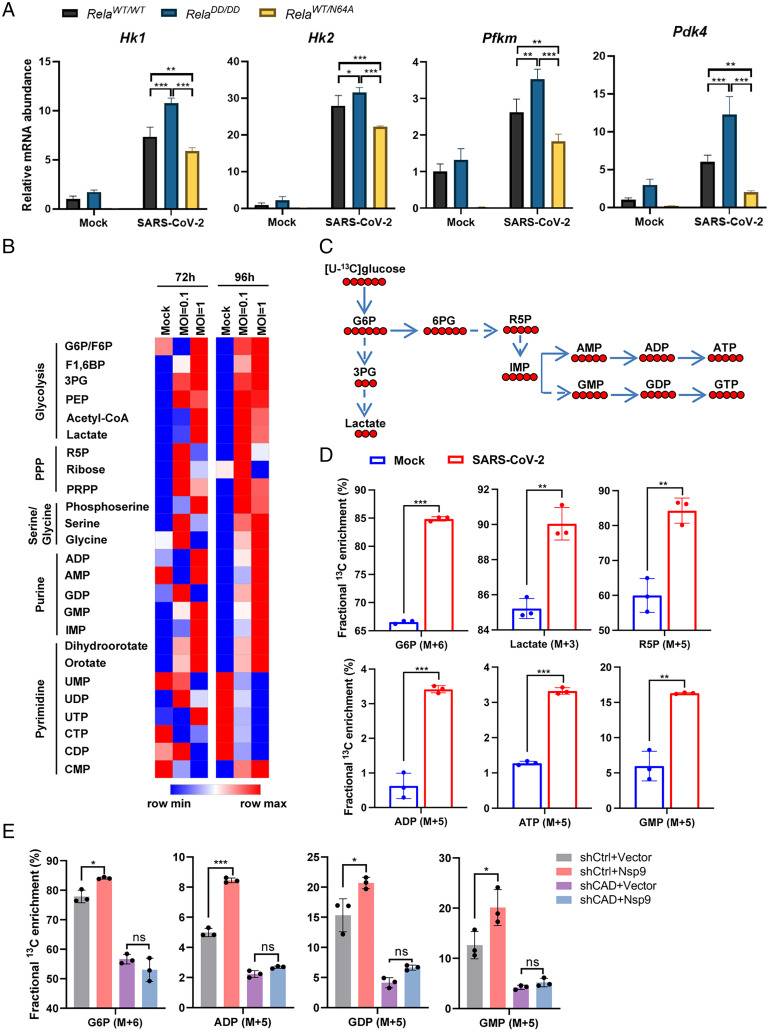 A
Rela^WT/WT Rela^DD/DD Rela^WT/N64A
Hk1 Hk2 Pfkm Pdk4
Relative mRNA abundance
15
10
5
0
**
*** ***
Mock SARS-CoV-2
40
30
20
10
0
***
* ***
Mock SARS-CoV-2
4
3
2
1
0
**
** ***
Mock SARS-CoV-2
20
15
10
5
0
**
*** ***
Mock SARS-CoV-2
B
72h 96h
Mock MOI=0.1 MOI=1 Mock MOI=0.1 MOI=1
Glycolysis
G6P/F6P
F1,6BP
3PG
PEP
Acetyl-CoA
Lactate
PPP
R5P
Ribose
PRPP
Serine/
Glycine
Phosphoserine
Serine
Glycine
Purine
ADP
AMP
GDP
GMP
IMP
Pyrimidine
Dihydroorotate
Orotate
UMP
UDP
UTP
CTP
CDP
CMP
row min row max
C
[U-¹³C]glucose
G6P 6PG R5P
AMP ADP ATP
3PG IMP
GMP GDP GTP
Lactate
D
Mock SARS-CoV-2
Fractional ¹³C enrichment (%)
90
85
80
75
70
65
***
G6P (M+6)
92
90
88
86
84
**
Lactate (M+3)
90
80
70
60
50
**
R5P (M+5)
Fractional ¹³C enrichment (%)
4
3
2
1
0
***
ADP (M+5)
4
3
2
1
0
***
ATP (M+5)
20
15
10
5
0
**
GMP (M+5)
E
shCtrl+Vector
shCtrl+Nsp9
shCAD+Vector
shCAD+Nsp9
Fractional ¹³C enrichment (%)
90
80
70
60
50
40
*
ns
G6P (M+6)
10
8
6
4
2
0
***
ns
ADP (M+5)
25
20
15
10
5
0
*
ns
GDP (M+5)
30
20
10
0
*
ns
GMP (M+5)